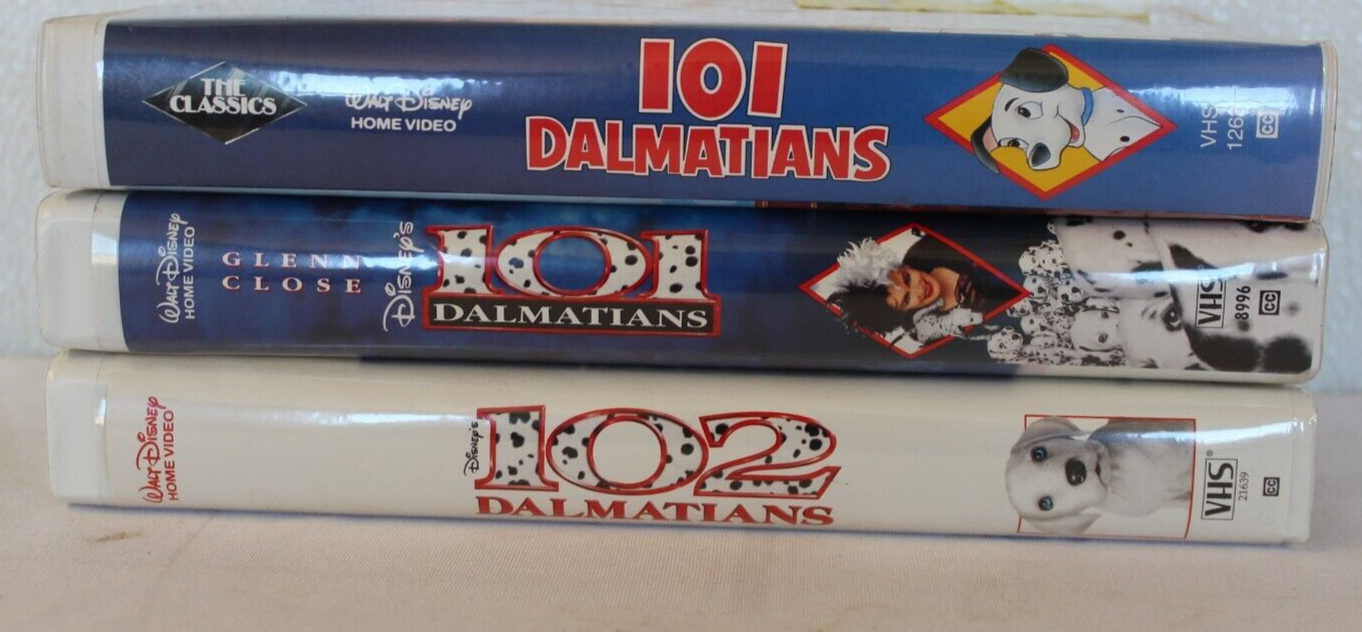 THE
CLASSICS
WALT DISNEY
HOME VIDEO
101
DALMATIANS
VHS
CC
WALT DISNEY
HOME VIDEO
GLENN
CLOSE
DISNEY'S
101
DALMATIANS
VHS
8996
CC
WALT DISNEY
HOME VIDEO
DISNEY'S
102
DALMATIANS
VHS®
21639
CC